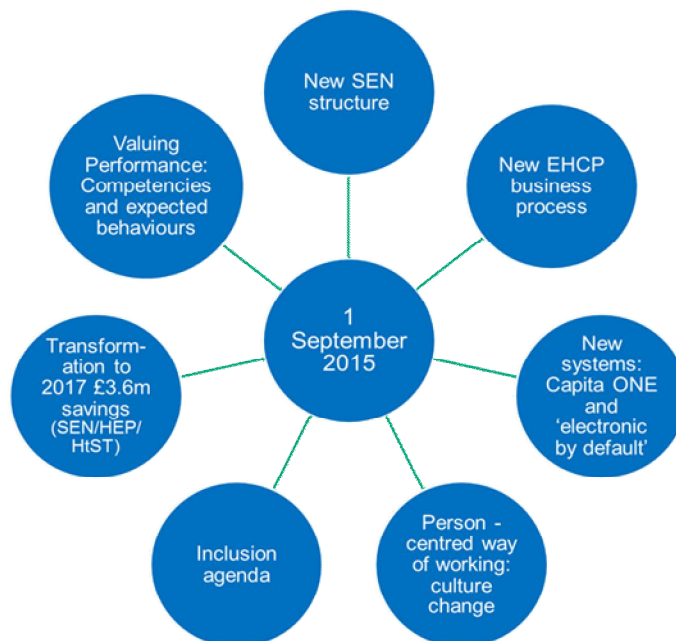 New SEN
structure
New EHCP
business
process
New
systems:
Capita ONE
and
‘electronic
by default’
Person -
centred way
of working:
culture
change
Inclusion
agenda
Transform-
ation to
2017 £3.6m
savings
(SEN/HEP/
HtST)
Valuing
Performance:
Competencies
and expected
behaviours
1
September
2015